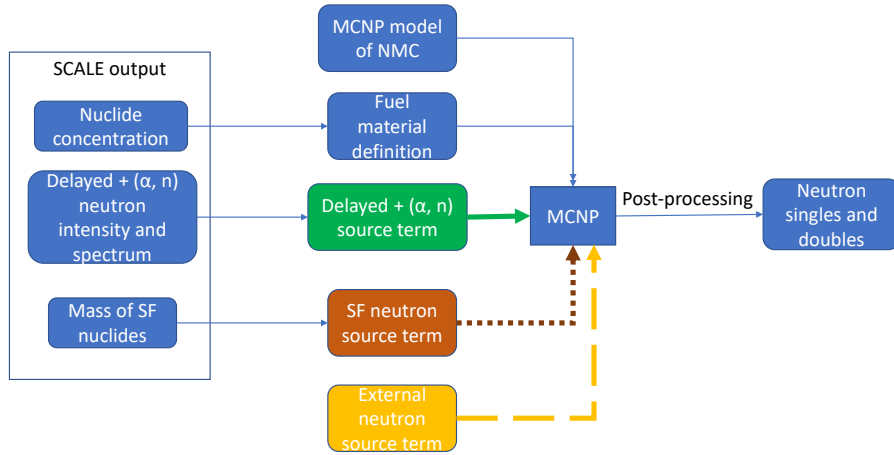 MCNP model
of NMC
SCALE output
Nuclide
concentration
Fuel
material
definition
Delayed + (α, n)
neutron
intensity and
spectrum
Delayed + (α, n)
source term
MCNP
Post-processing
Neutron
singles and
doubles
Mass of SF
nuclides
SF neutron
source term
External
neutron
source term